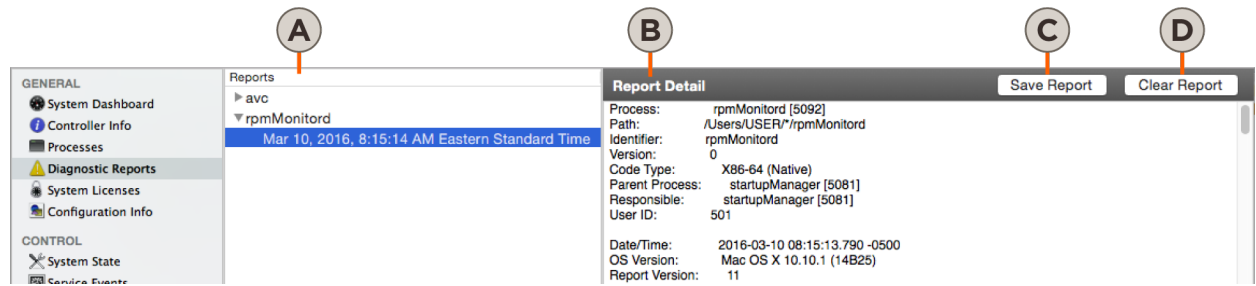 A
B
C
D
GENERAL
System Dashboard
Controller Info
Processes
Diagnostic Reports
System Licenses
Configuration Info
CONTROL
System State
Service Events
Reports
avc
rpmMonitord
Mar 10, 2016, 8:15:14 AM Eastern Standard Time
Report Detail
Save Report
Clear Report
Process: rpmMonitord [5092]
Path: /Users/USER/*/rpmMonitord
Identifier: rpmMonitord
Version: 0
Code Type: X86-64 (Native)
Parent Process: startupManager [5081]
Responsible: startupManager [5081]
User ID: 501
Date/Time: 2016-03-10 08:15:13.790 -0500
OS Version: Mac OS X 10.10.1 (14B25)
Report Version: 11